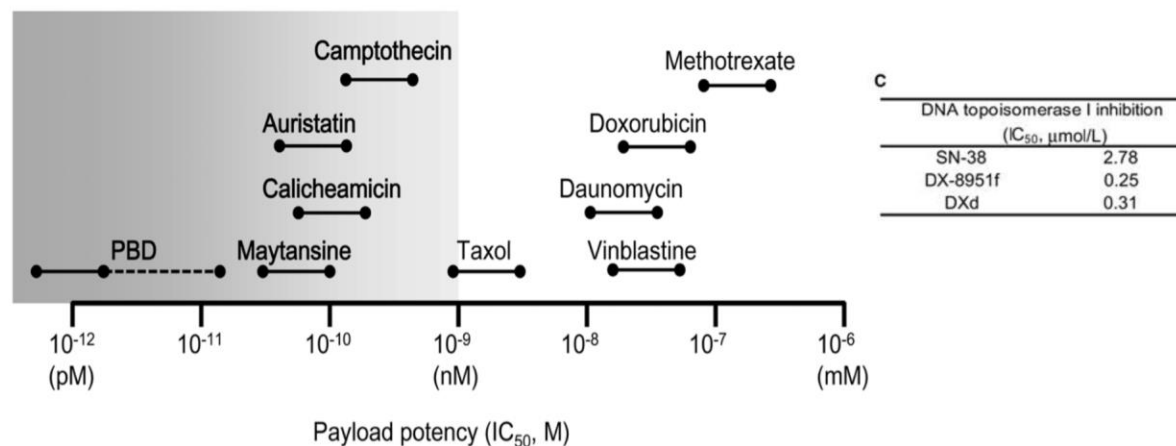 Camptothecin
Methotrexate
Auristatin
Doxorubicin
Calicheamicin
Daunomycin
PBD
Maytansine
Taxol
Vinblastine
10⁻¹² 10⁻¹¹ 10⁻¹⁰ 10⁻⁹ 10⁻⁸ 10⁻⁷ 10⁻⁶
(pM) (nM) (mM)
Payload potency (IC₅₀, M)
C
DNA topoisomerase I inhibition
(IC₅₀, μmol/L)
SN-38 2.78
DX-8951f 0.25
DXd 0.31